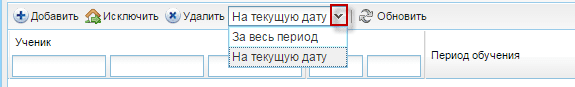 Добавить Исключить Удалить На текущую дату Обновить
За весь период
На текущую дату
Ученик
Период обучения